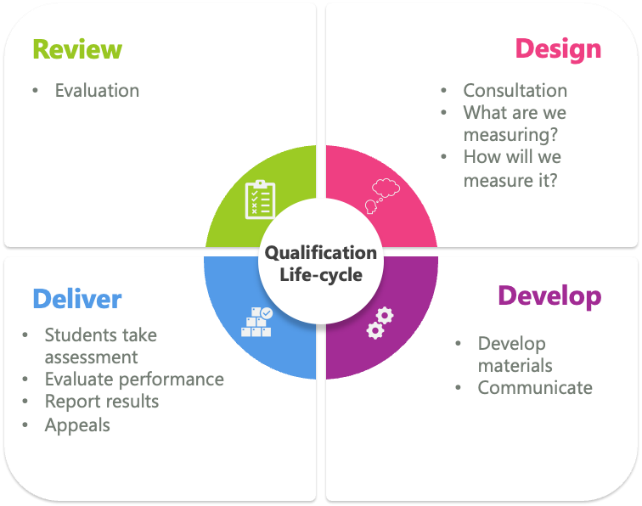 Review
• Evaluation
Design
• Consultation
• What are we
measuring?
• How will we
measure it?
Qualification
Life-cycle
Deliver
• Students take
assessment
• Evaluate performance
• Report results
• Appeals
Develop
• Develop
materials
• Communicate